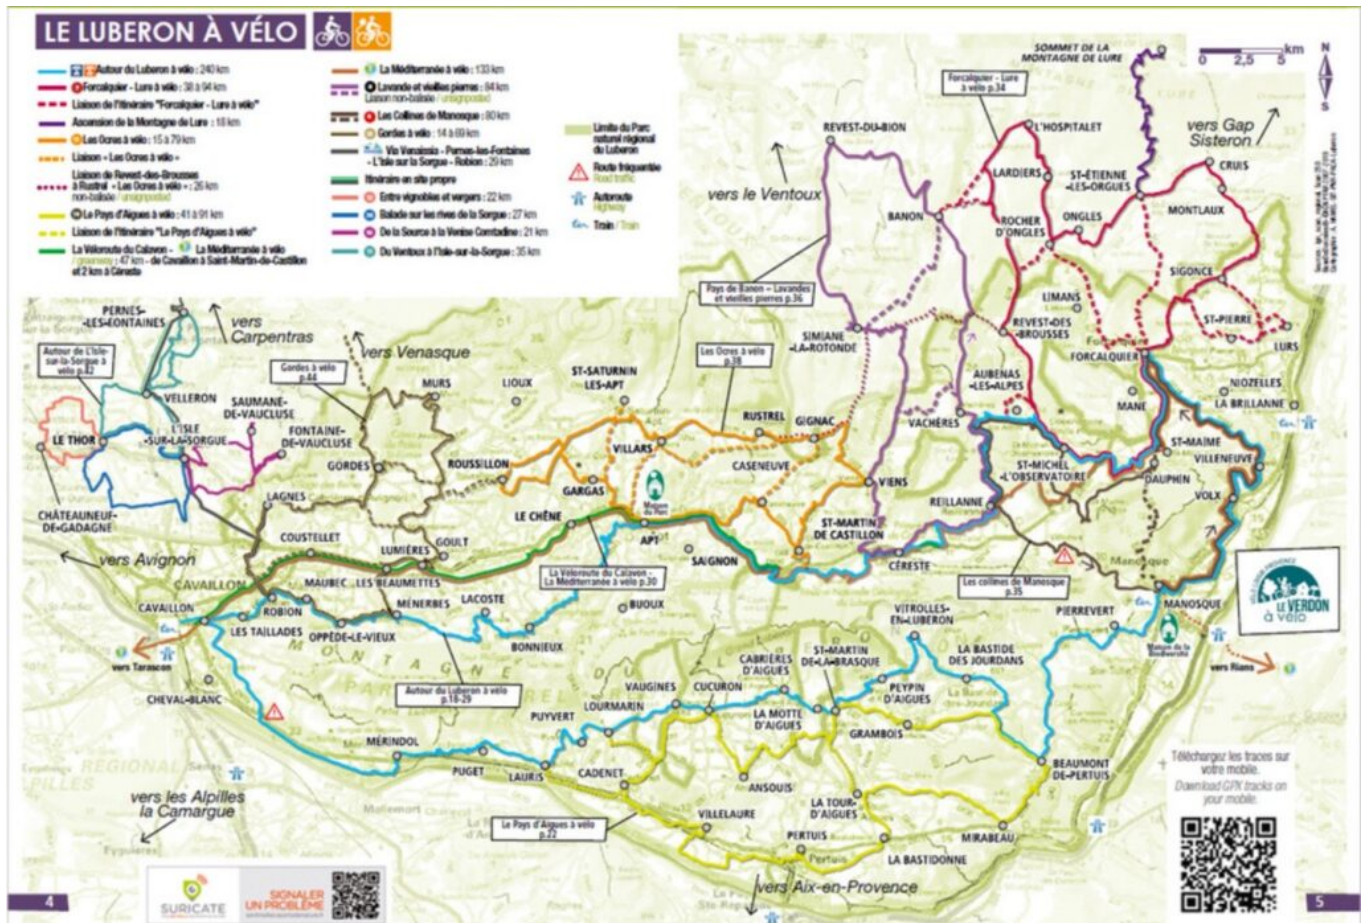 LE LUBERON À VÉLO
Autour du Luberon à vélo : 240 km
Forcalquier - Lure à vélo : 38 à 94 km
Liaison de l'itinéraire "Forcalquier - Lure à vélo"
Ascension de la Montagne de Lure : 18 km
Les Ocres à vélo : 15 à 79 km
Liaison « Les Ocres à vélo »
Liaison de Revest-des-Brousses
à Rustrel « Les Ocres à vélo » : 26 km
non-balisée / unsignposted
Le Pays d'Aigues à vélo : 41 à 91 km
Liaison de l'itinéraire "Le Pays d'Aigues à vélo"
La Véloroute du Calavon - La Méditerranée à vélo
/ greenway : 47 km - de Cavaillon à Saint-Martin-de-Castillon
et 2 km à Céreste
La Méditerranée à vélo : 133 km
Lavande et vieilles pierres : 84 km
Liaison non-balisée / unsignposted
Les Collines de Manosque : 80 km
Gordes à vélo : 14 à 69 km
Via Venaissia - Pernes-les-Fontaines
- L'Isle sur la Sorgue - Robion : 29 km
Itinéraire en site propre
Entre vignobles et vergers : 22 km
Balade sur les rives de la Sorgue : 27 km
De la Source à la Venise Comtadine : 21 km
Du Ventoux à l'Isle-sur-la-Sorgue : 35 km
Limite du Parc
naturel régional
du Luberon
Route fréquentée
Road traffic
Autoroute
Highway
Train / Train
SOMMET DE LA
MONTAGNE DE LURE
0 2,5 5 km
N
S
Forcalquier - Lure
à vélo p.34
REVEST-DU-BION
L'HOSPITALET
vers Gap
Sisteron
vers le Ventoux
LARDIERS
ST-ÉTIENNE
-LES-ORGUES
CRUIS
MONTLAUX
BANON
ROCHER
D'ONGLES
ONGLES
SIGONCE
Pays de Banon – Lavandes
et vieilles pierres p.36
LIMANS
ST-PIERRE
LURS
SIMIANE
-LA-ROTONDE
REVEST-DES
-BROUSSES
FORCALQUIER
PERNES-
-LES-FONTAINES
vers
Carpentras
vers Venasque
Autour de L'Isle-
sur-la-Sorgue à
vélo p.42
Gordes à vélo
p.44
Les Ocres à vélo
p.38
MURS
LIOUX
ST-SATURNIN
LES-APT
AUBENAS
-LES-ALPES
MANE
NIOZELLES
LA BRILLANNE
VELLERON
SAUMANE-
DE-VAUCLUSE
LE THOR
L'ISLE
-SUR-LA-SORGUE
FONTAINE-
DE-VAUCLUSE
RUSTREL
GIGNAC
VACHÈRES
VILLARS
ROUSSILLON
GORDES
CASENEUVE
ST-MAÎME
VILLENEUVE
ST-MICHEL
-L'OBSERVATOIRE
DAUPHIN
VOLX
GARGAS
VIENS
REILLANNE
LAGNES
CHÂTEAUNEUF-
DE-GADAGNE
Maison
du Parc
LE CHÊNE
APT
SAIGNON
ST-MARTIN
DE CASTILLON
CÉRESTE
vers Avignon
COUSTELLET
LUMIÈRES
GOULT
Manosque
CAVAILLON
MAUBEC
LES BEAUMETTES
La Véloroute du Calavon -
La Méditerranée à vélo p.30
Les collines de Manosque
p.35
LE VERDON
à vélo
CAVAILLON
ROBION
MÉNERBES
LACOSTE
BUOUX
VITROLLES-
EN-LUBERON
PIERREVERT
MANOSQUE
LES TAILLADES
OPPÈDE-LE-VIEUX
BONNIEUX
Maison de la
Biodiversité
vers Tarascon
vers Rians
MONTAGNE
CHEVAL-BLANC
Autour du Luberon à vélo
p.18-29
CABRIÈRES
D'AIGUES
ST-MARTIN
DE-LA-BRASQUE
LA BASTIDE
DES JOURDANS
VAUGINES
CUCURON
PEYPIN
D'AIGUES
LOURMARIN
PUYVERT
LA MOTTE
D'AIGUES
GRAMBOIS
MÉRINDOL
PUGET
LAURIS
CADENET
ANSOUIS
BEAUMONT
DE-PERTUIS
vers les Alpilles
la Camargue
VILLELAURE
LA TOUR-
D'AIGUES
Le Pays d'Aigues à vélo
p.22
PERTUIS
Pertuis
MIRABEAU
LA BASTIDONNE
vers Aix-en-Provence
Téléchargez les traces sur
votre mobile.
Download GPX tracks on
your mobile.
SURICATE
SIGNALER
UN PROBLÈME
4
5